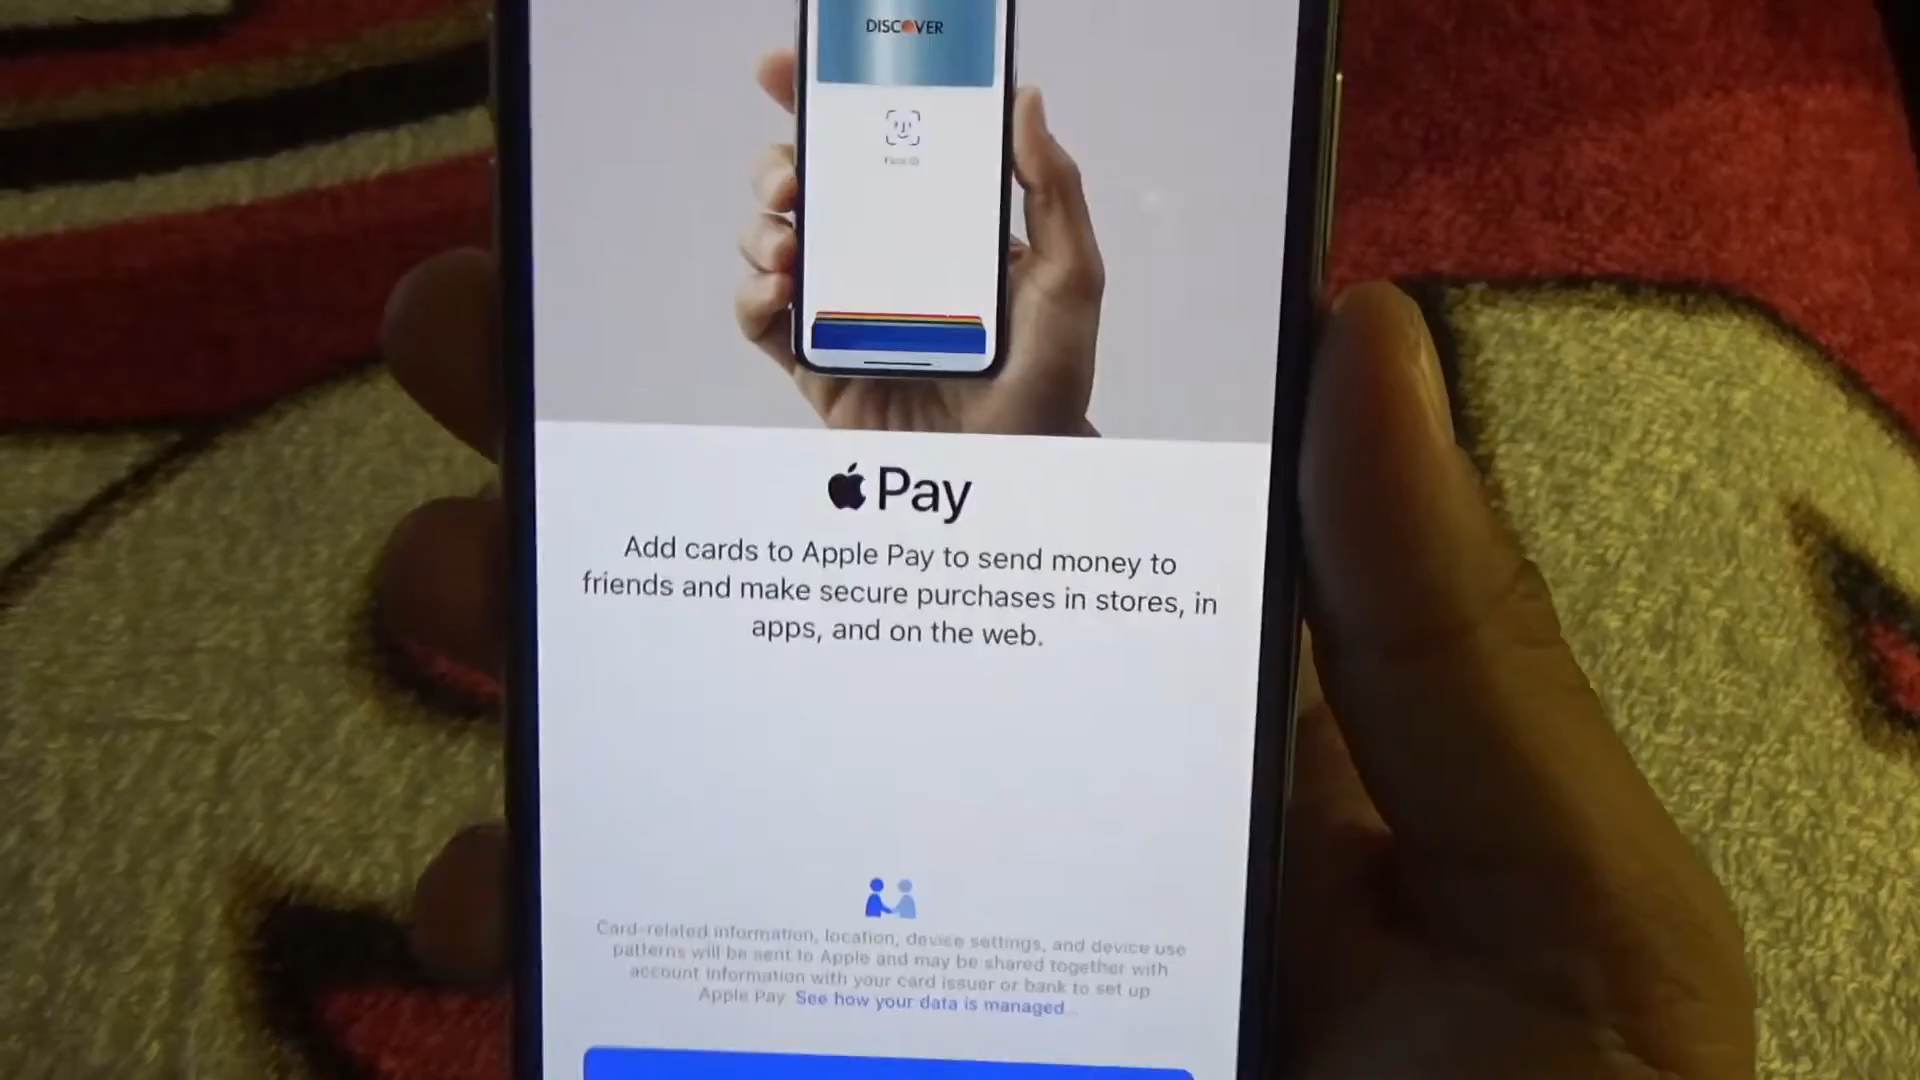 DISCOVER
Face ID
Pay
Add cards to Apple Pay to send money to
friends and make secure purchases in stores, in
apps, and on the web.
Card-related information, location, device settings, and device use
patterns will be sent to Apple and may be shared together with
account information with your card issuer or bank to set up
Apple Pay. See how your data is managed...